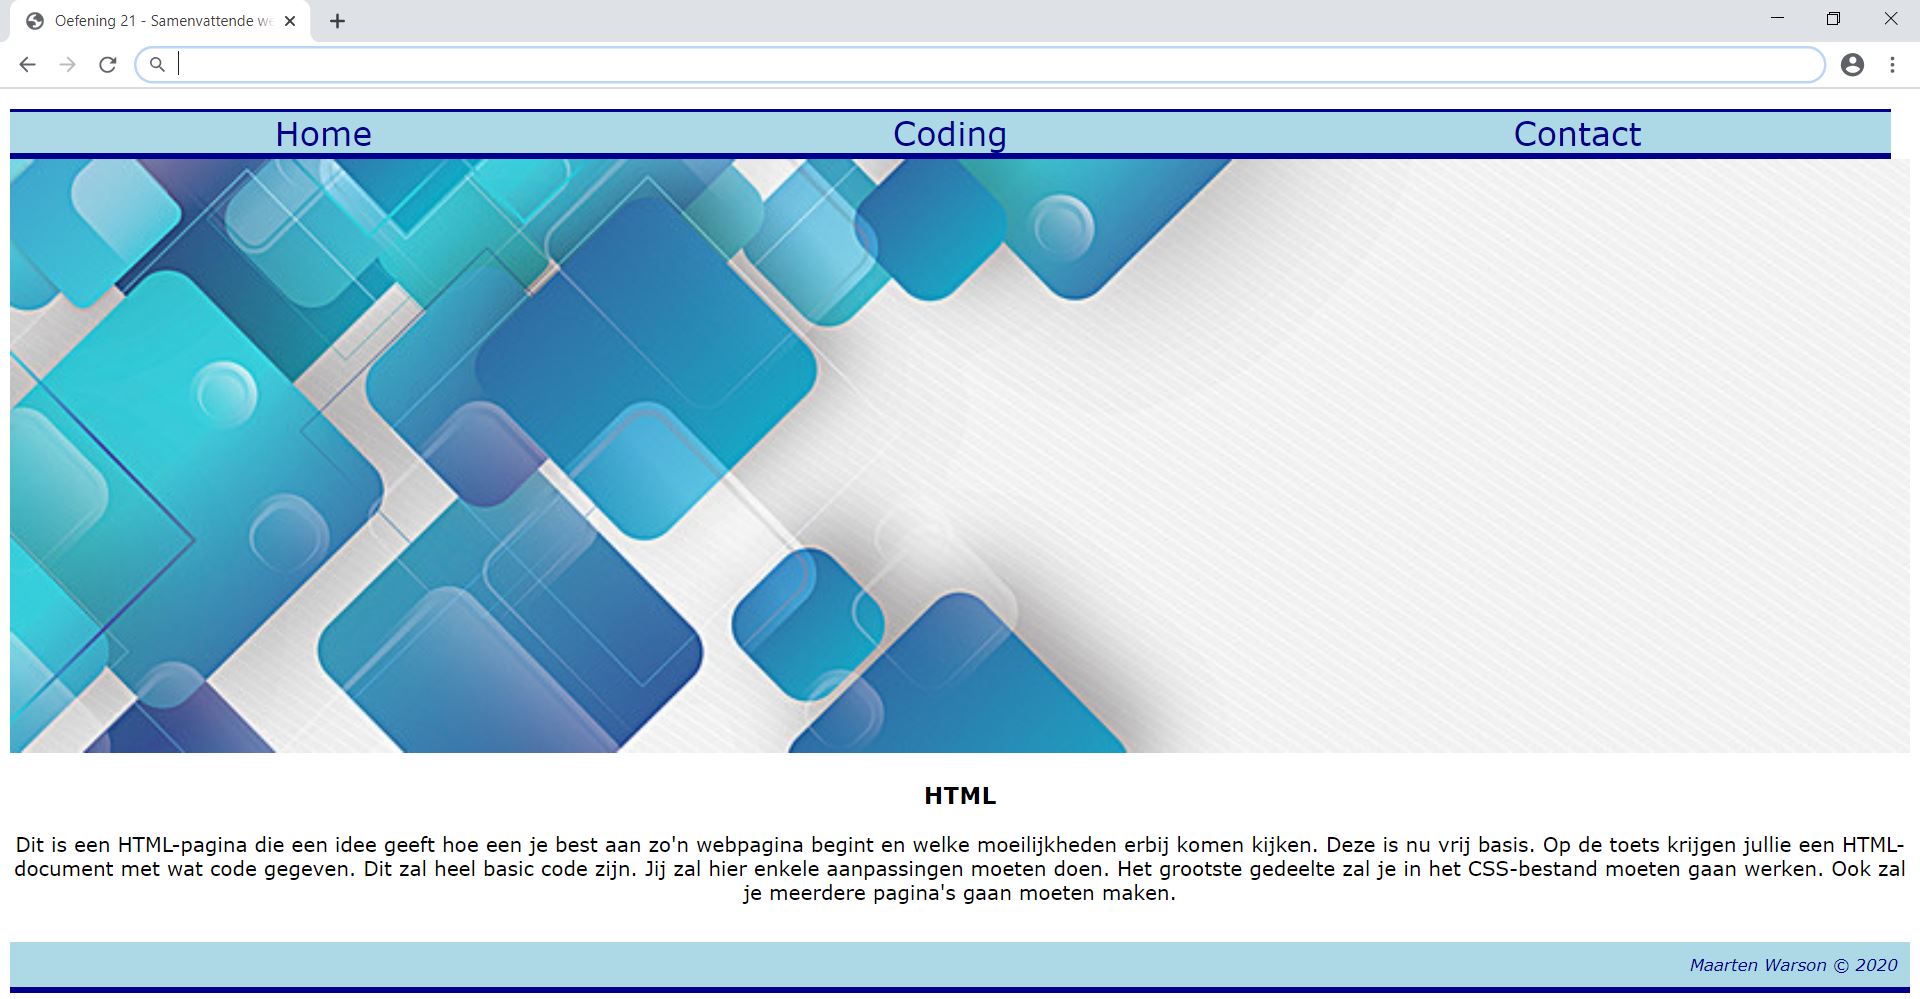 Oefening 21 - Samenvattende we
Home Coding Contact
HTML
Dit is een HTML-pagina die een idee geeft hoe een je best aan zo'n webpagina begint en welke moeilijkheden erbij komen kijken. Deze is nu vrij basis. Op de toets krijgen jullie een HTML-
document met wat code gegeven. Dit zal heel basic code zijn. Jij zal hier enkele aanpassingen moeten doen. Het grootste gedeelte zal je in het CSS-bestand moeten gaan werken. Ook zal
je meerdere pagina's gaan moeten maken.
Maarten Warson © 2020